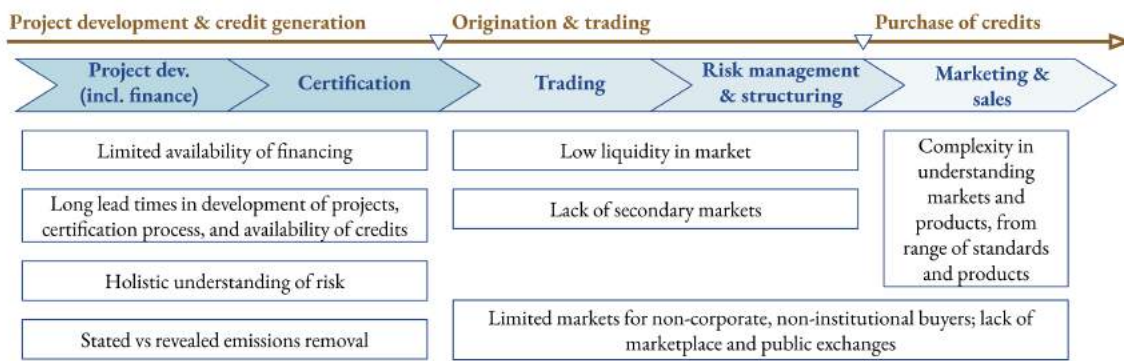 Project development & credit generation
Origination & trading
Purchase of credits
Project dev.
(incl. finance)
Certification
Trading
Risk management
& structuring
Marketing &
sales
Limited availability of financing
Long lead times in development of projects,
certification process, and availability of credits
Holistic understanding of risk
Stated vs revealed emissions removal
Low liquidity in market
Lack of secondary markets
Complexity in
understanding
markets and
products, from
range of standards
and products
Limited markets for non-corporate, non-institutional buyers; lack of
marketplace and public exchanges